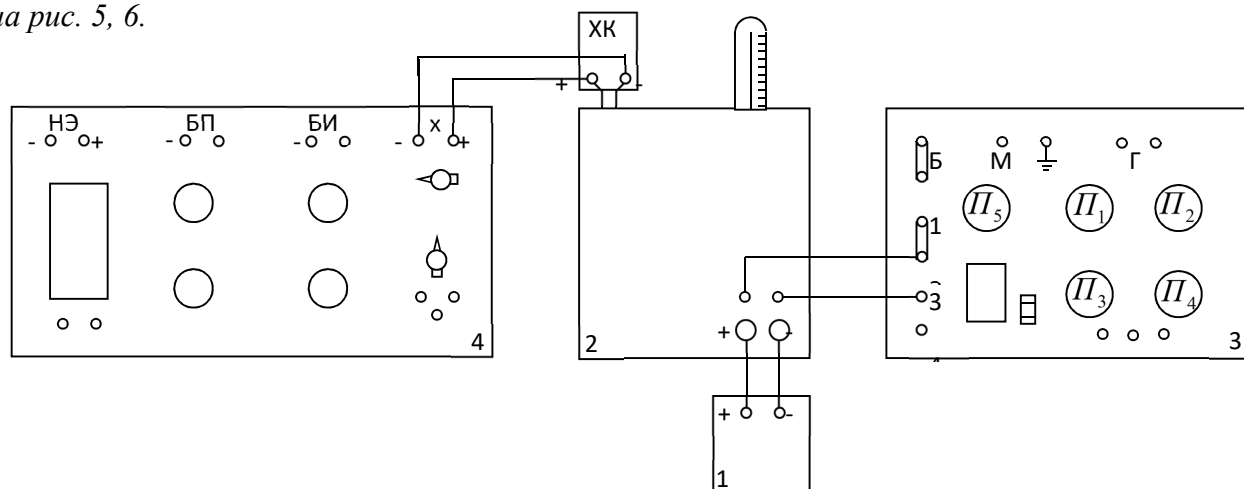 на рис. 5, 6.
ХК
+ -
НЭ БП БИ х
- + - - - +
4
2
+ -
+ -
1
Б М Г
1
3
П₅ П₁ П₂
П₃ П₄
3